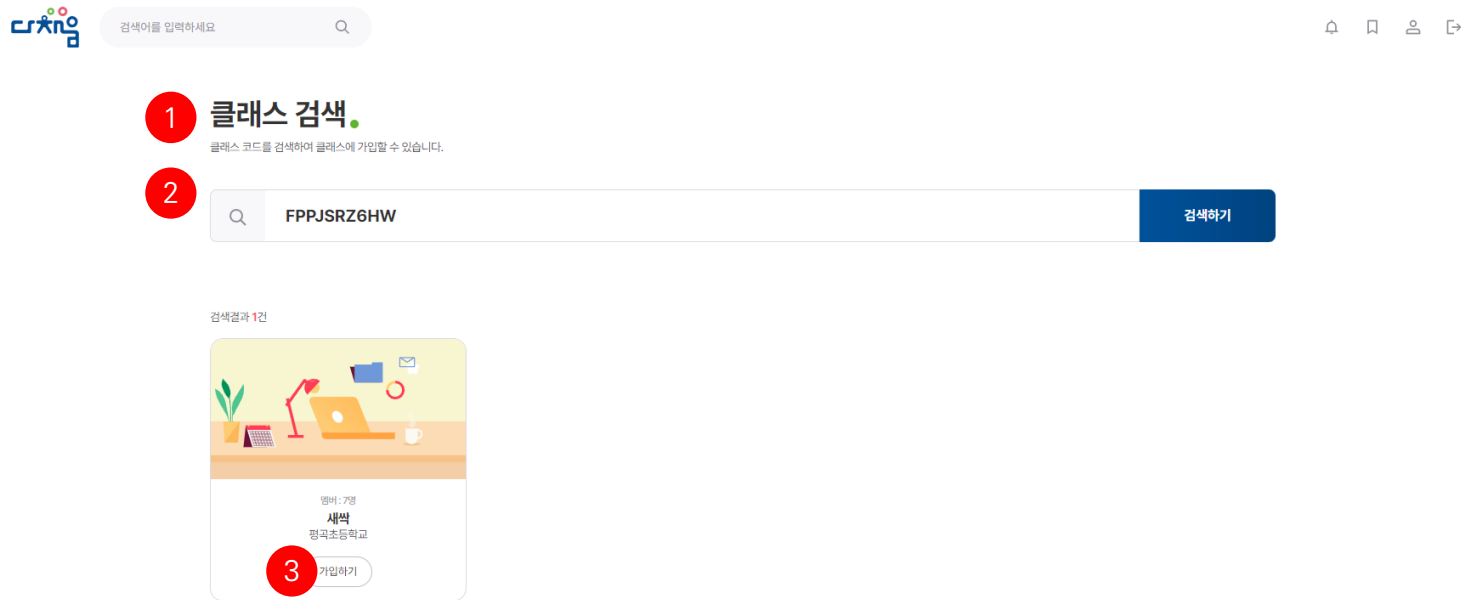 다채움
검색어를 입력하세요
1
클래스 검색.
클래스 코드를 검색하여 클래스에 가입할 수 있습니다.
2
FPPJSRZ6HW
검색하기
검색결과 1건
멤버 : 7명
새싹
평곡초등학교
3
가입하기